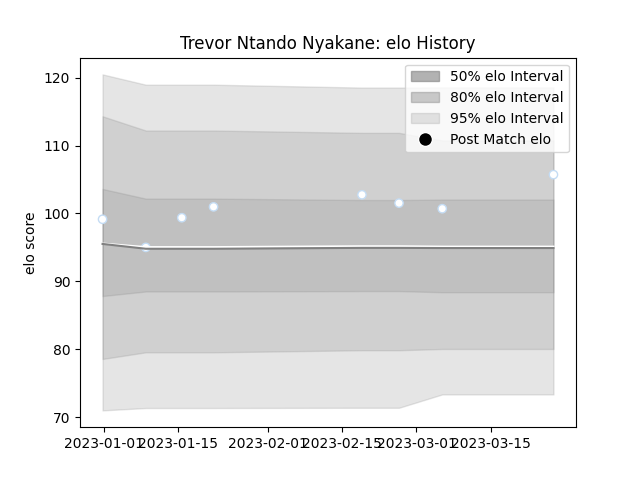 Trevor Ntando Nyakane: elo History
50% elo Interval
80% elo Interval
95% elo Interval
Post Match elo
elo score
120
110
100
90
80
70
2023-01-01 2023-01-15 2023-02-01 2023-02-15 2023-03-01 2023-03-15